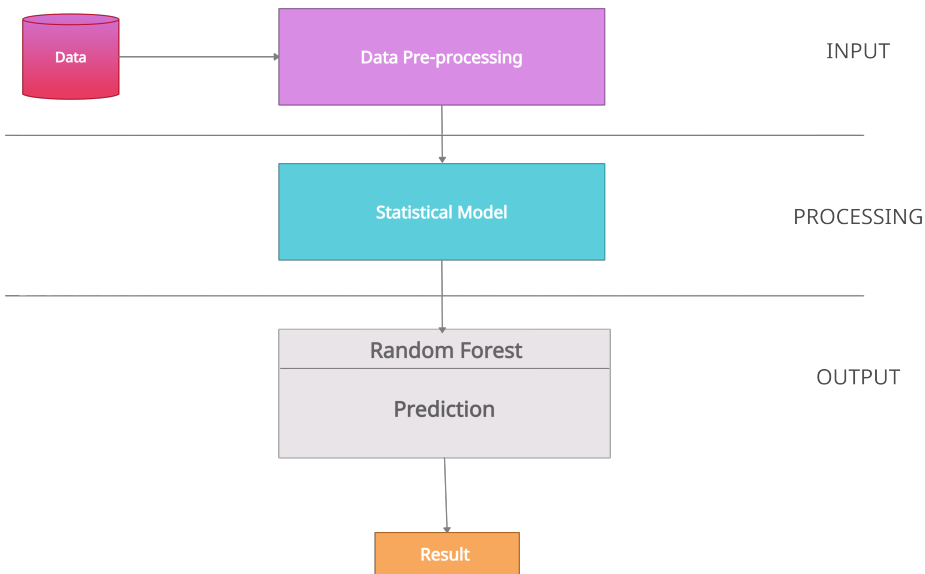 Data
Data Pre-processing
INPUT
Statistical Model
PROCESSING
Random Forest
OUTPUT
Prediction
Result